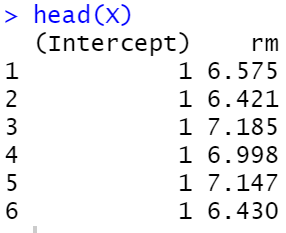 > head(X)
(Intercept) rm
1 1 6.575
2 1 6.421
3 1 7.185
4 1 6.998
5 1 7.147
6 1 6.430